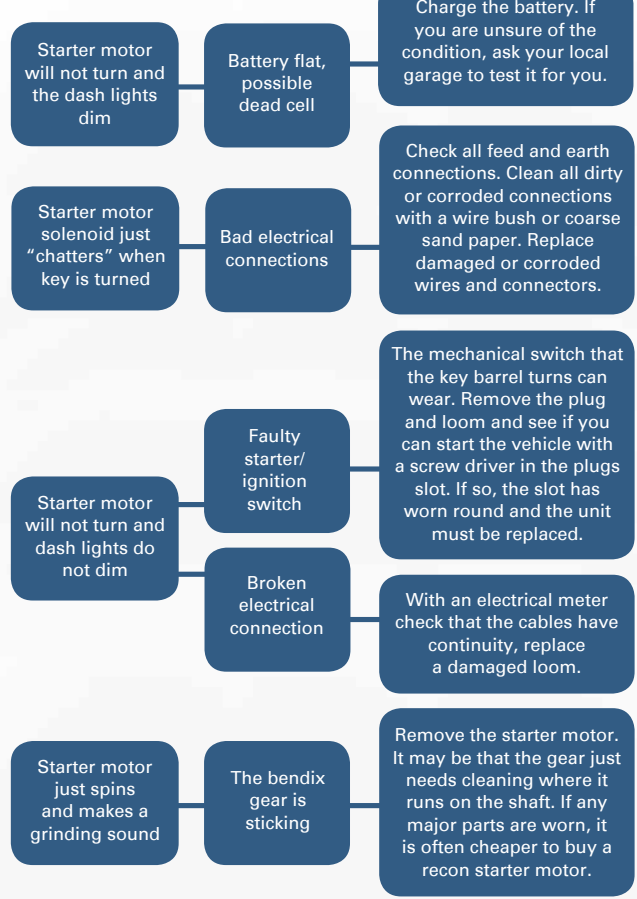 Starter motor
will not turn and
the dash lights
dim
Battery flat,
possible
dead cell
Charge the battery. If
you are unsure of the
condition, ask your local
garage to test it for you.
Starter motor
solenoid just
“chatters” when
key is turned
Bad electrical
connections
Check all feed and earth
connections. Clean all dirty
or corroded connections
with a wire bush or coarse
sand paper. Replace
damaged or corroded
wires and connectors.
Starter motor
will not turn and
dash lights do
not dim
Faulty
starter/
ignition
switch
The mechanical switch that
the key barrel turns can
wear. Remove the plug
and loom and see if you
can start the vehicle with
a screw driver in the plugs
slot. If so, the slot has
worn round and the unit
must be replaced.
Broken
electrical
connection
With an electrical meter
check that the cables have
continuity, replace
a damaged loom.
Starter motor
just spins
and makes a
grinding sound
The bendix
gear is
sticking
Remove the starter motor.
It may be that the gear just
needs cleaning where it
runs on the shaft. If any
major parts are worn, it
is often cheaper to buy a
recon starter motor.